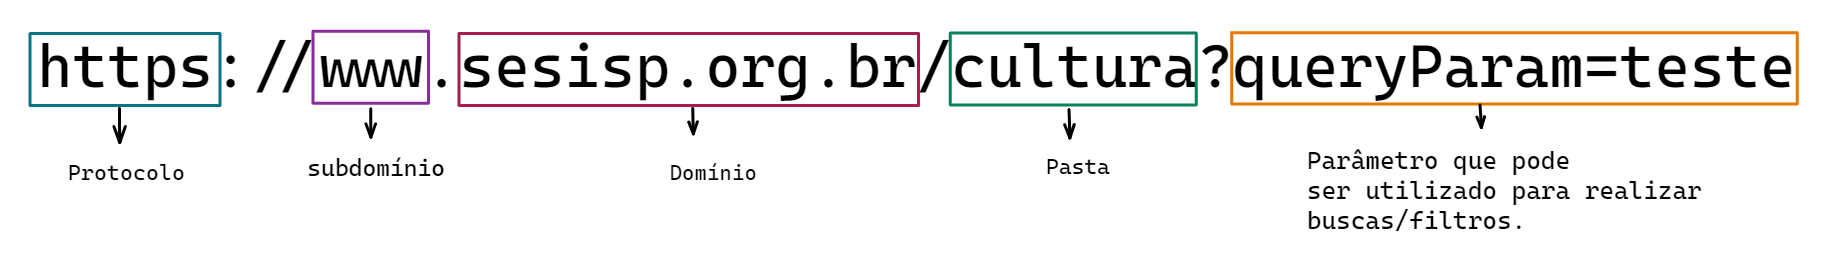 https://www.sesisp.org.br/cultura?queryParam=teste
Protocolo
subdomínio
Domínio
Pasta
Parâmetro que pode
ser utilizado para realizar
buscas/filtros.